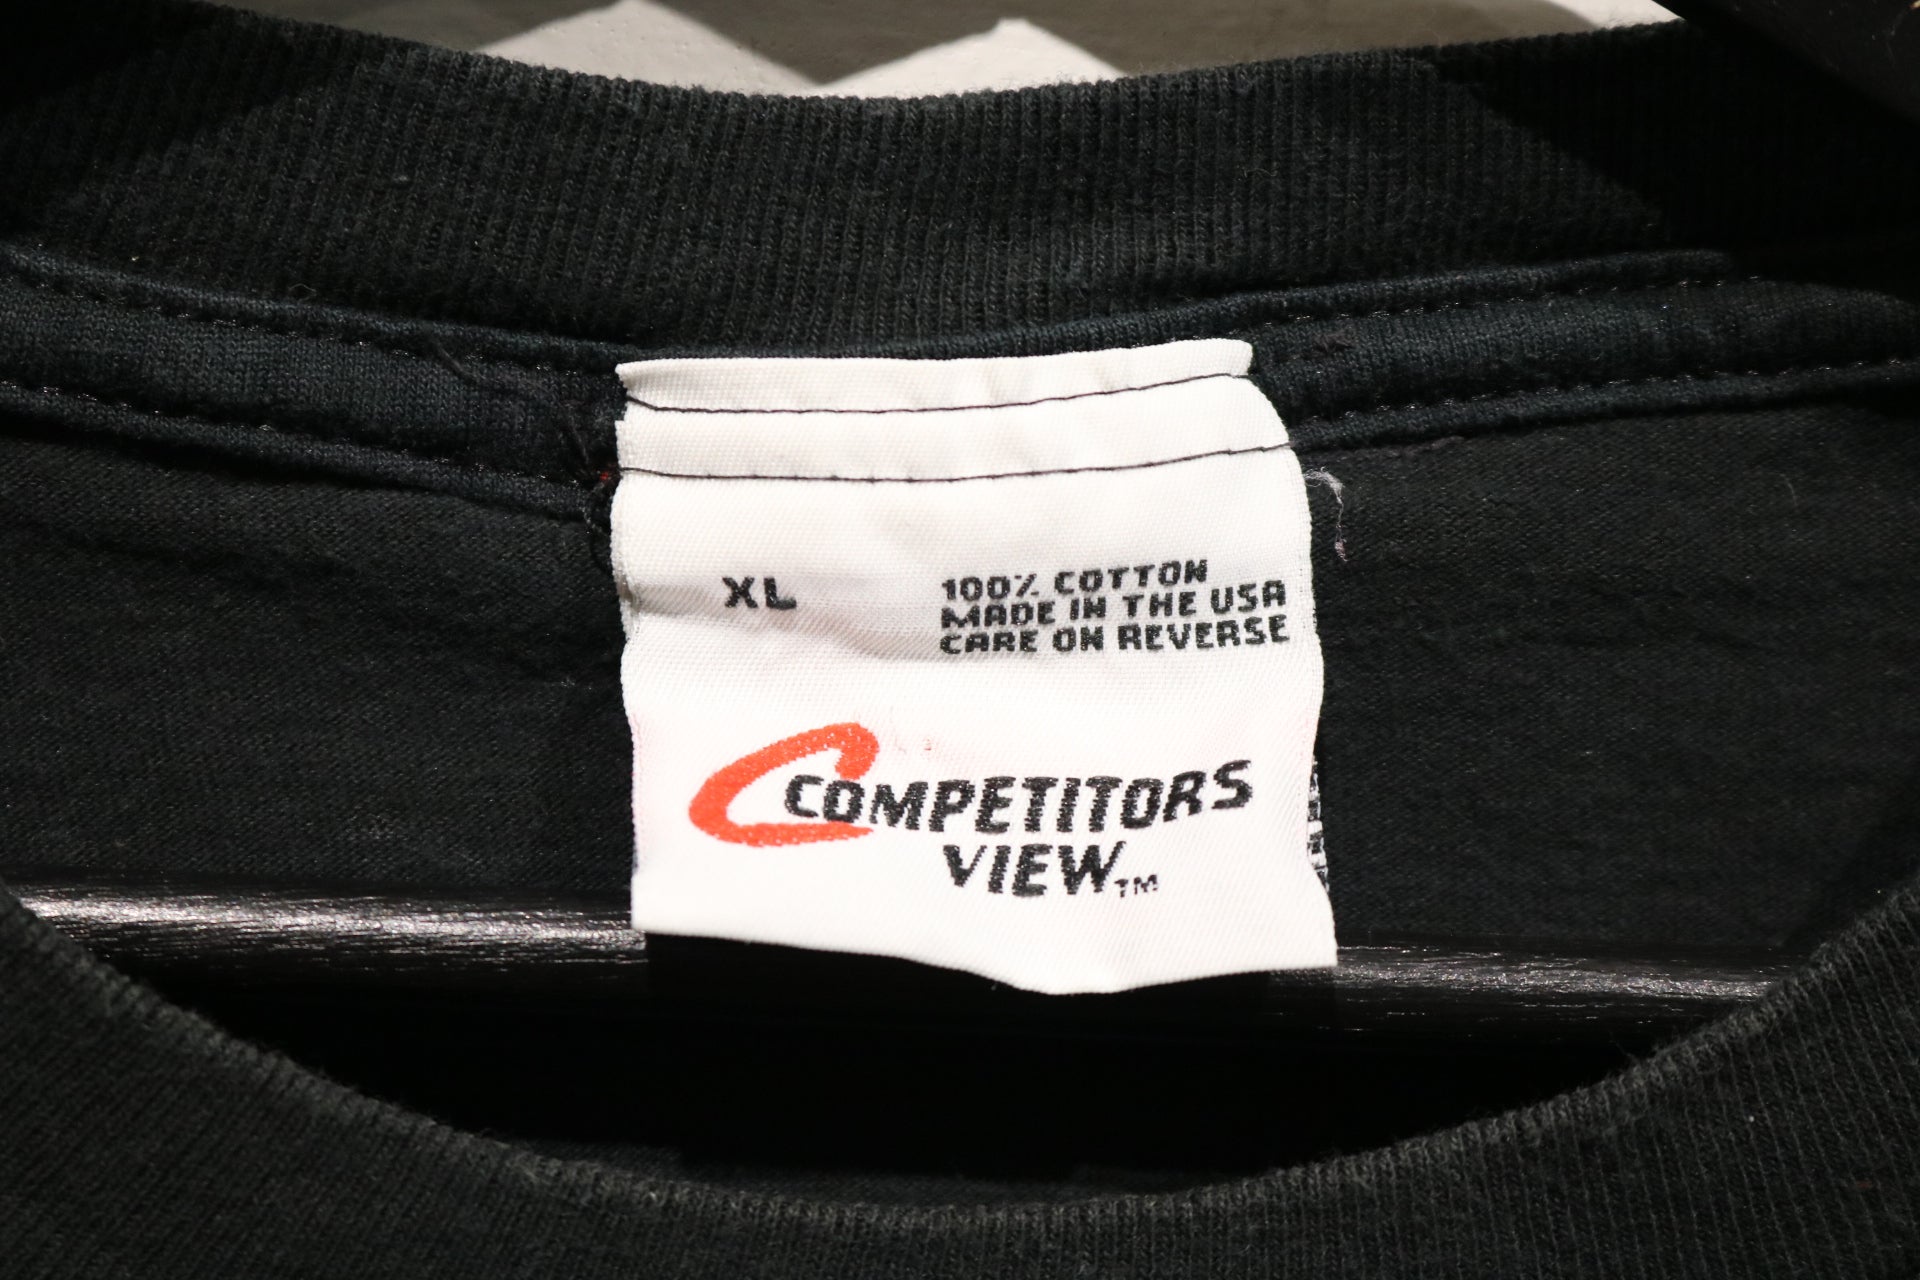 XL
100% COTTON
MADE IN THE USA
CARE ON REVERSE
COMPETITORS
VIEW™